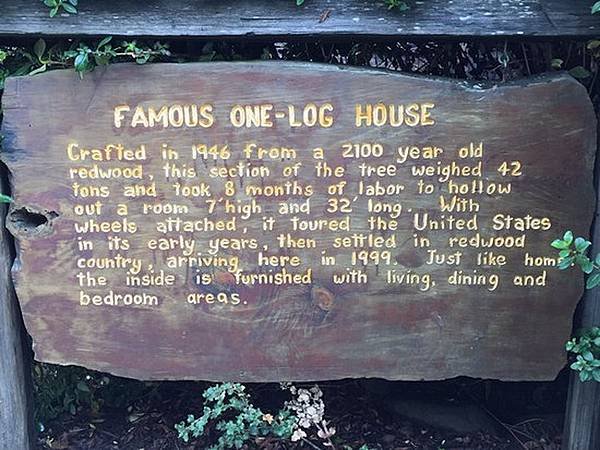 FAMOUS ONE-LOG HOUSE
Crafted in 1946 from a 2100 year old
redwood, this section of the tree weighed 42
tons and took 8 months of labor to hollow
out a room 7' high and 32' long. With
wheels attached, it toured the United States
in its early years, then settled in redwood
country, arriving here in 1999. Just like home
the inside is furnished with living, dining and
bedroom areas.